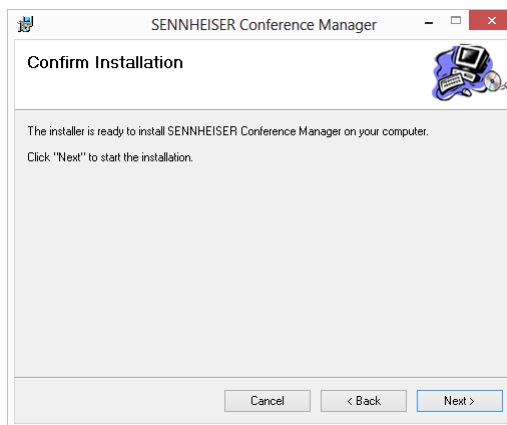 SENNHEISER Conference Manager
Confirm Installation
The installer is ready to install SENNHEISER Conference Manager on your computer.
Click "Next" to start the installation.
Cancel
< Back
Next >